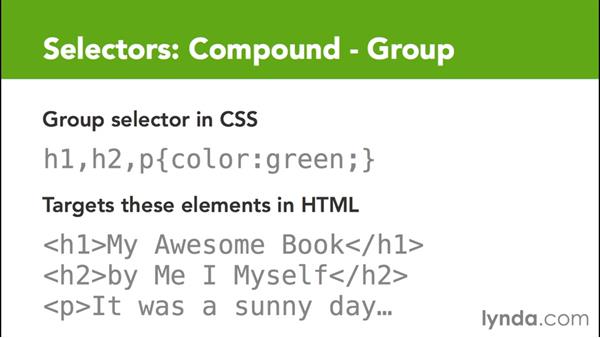 Selectors: Compound - Group
Group selector in CSS
h1,h2,p{color:green;}
Targets these elements in HTML
<h1>My Awesome Book</h1>
<h2>by Me I Myself</h2>
<p>It was a sunny day…
lynda.com